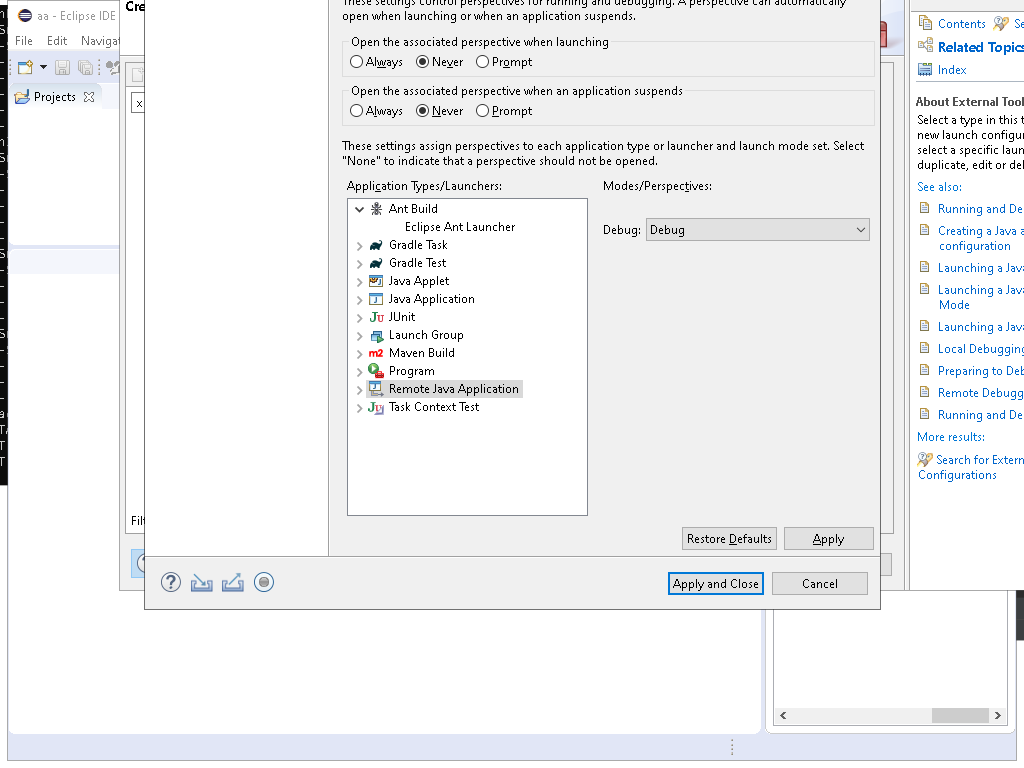 aa - Eclipse IDE
File Edit Navigat
Projects
Cre
x
Filt
These settings control perspectives for running and debugging. A perspective can automatically
open when launching or when an application suspends.
Open the associated perspective when launching
Always Never Prompt
Open the associated perspective when an application suspends
Always Never Prompt
These settings assign perspectives to each application type or launcher and launch mode set. Select
"None" to indicate that a perspective should not be opened.
Application Types/Launchers:
Modes/Perspectives:
Ant Build
Eclipse Ant Launcher
Gradle Task
Gradle Test
Java Applet
Java Application
JUnit
Launch Group
Maven Build
Program
Remote Java Application
Task Context Test
Debug: Debug
Restore Defaults Apply
Apply and Close Cancel
Contents Se
Related Topics
Index
About External Tool
Select a type in this t
new launch configur
select a specific laun
duplicate, edit or del
See also:
Running and De
Creating a Java a
configuration
Launching a Java
Launching a Java
Mode
Launching a Java
Local Debugging
Preparing to Deb
Remote Debugg
Running and De
More results:
Search for Extern
Configurations